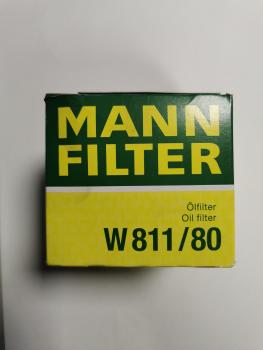 MANN
FILTER
Ölfilter
Oil filter
W 811/80